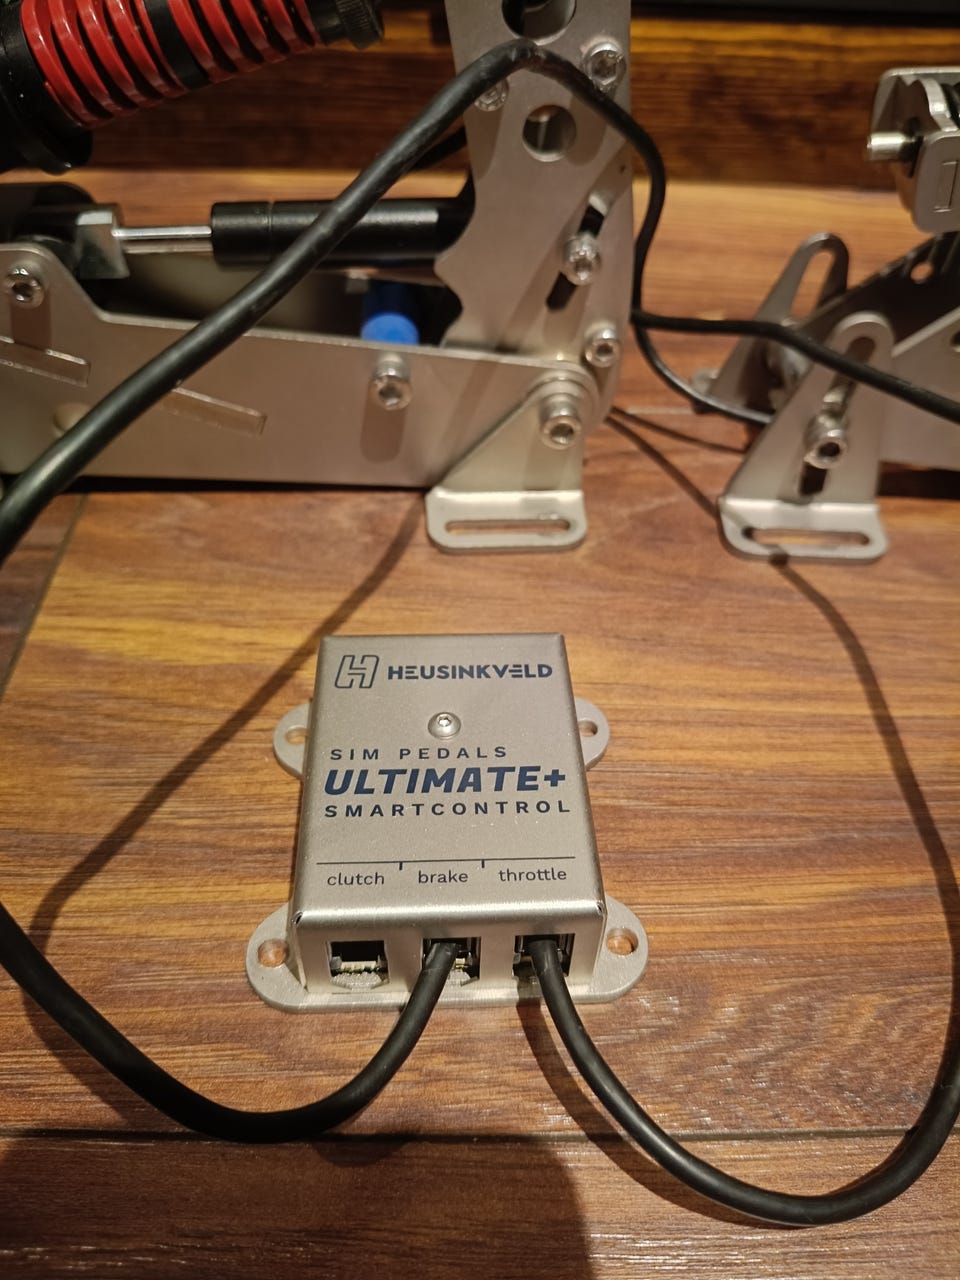 HEUSINKVELD
SIM PEDALS
ULTIMATE+
SMARTCONTROL
clutch brake throttle